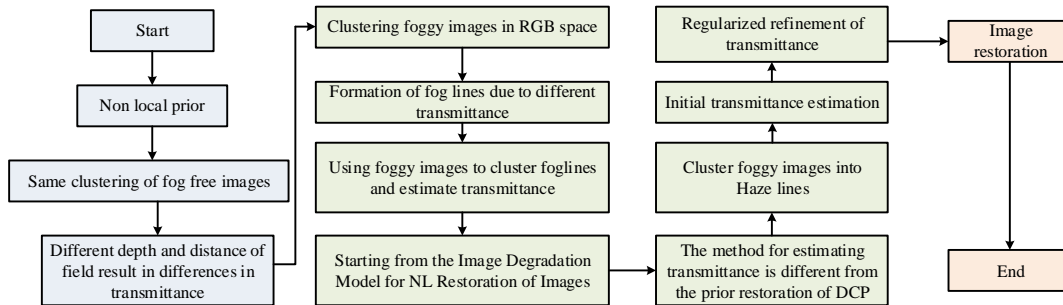 Start
Non local prior
Same clustering of fog free images
Different depth and distance of
field result in differences in
transmittance
Clustering foggy images in RGB space
Formation of fog lines due to different
transmittance
Using foggy images to cluster foglines
and estimate transmittance
Starting from the Image Degradation
Model for NL Restoration of Images
The method for estimating
transmittance is different from
the prior restoration of DCP
Cluster foggy images into
Haze lines
Initial transmittance estimation
Regularized refinement of
transmittance
Image
restoration
End